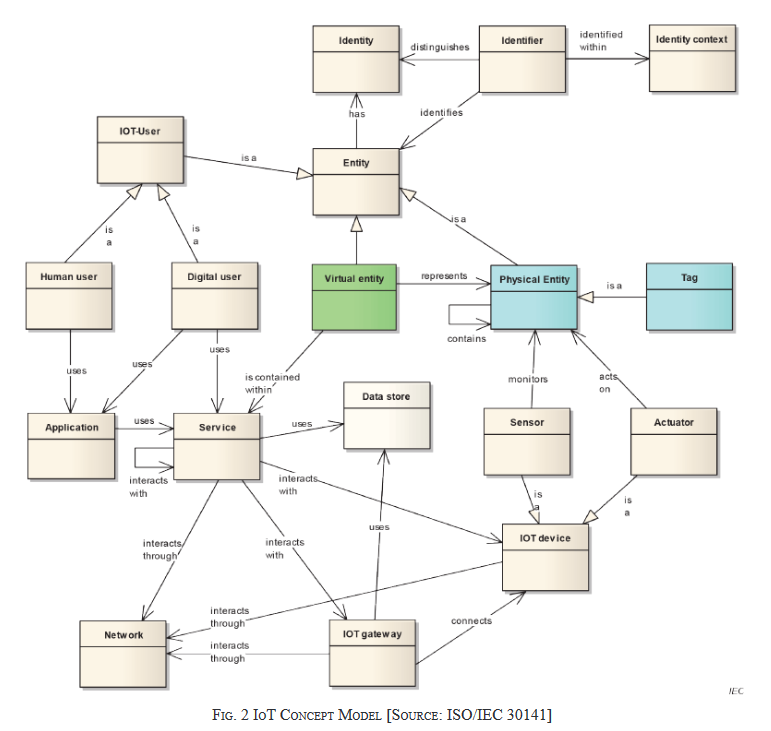 Identity
distinguishes
Identifier
identified
within
Identity context
has
identifies
IOT-User
is a
Entity
is
a
is
a
is a
Human user
Digital user
Virtual entity
represents
Physical Entity
is a
Tag
contains
uses
uses
uses
is contained
within
monitors
acts
on
Data store
Application
uses
Service
uses
Sensor
Actuator
interacts
with
interacts
with
is
a
is
a
interacts
through
interacts
with
uses
IOT device
interacts
through
connects
Network
interacts
through
IOT gateway
IEC
FIG. 2 IOT CONCEPT MODEL [SOURCE: ISO/IEC 30141]